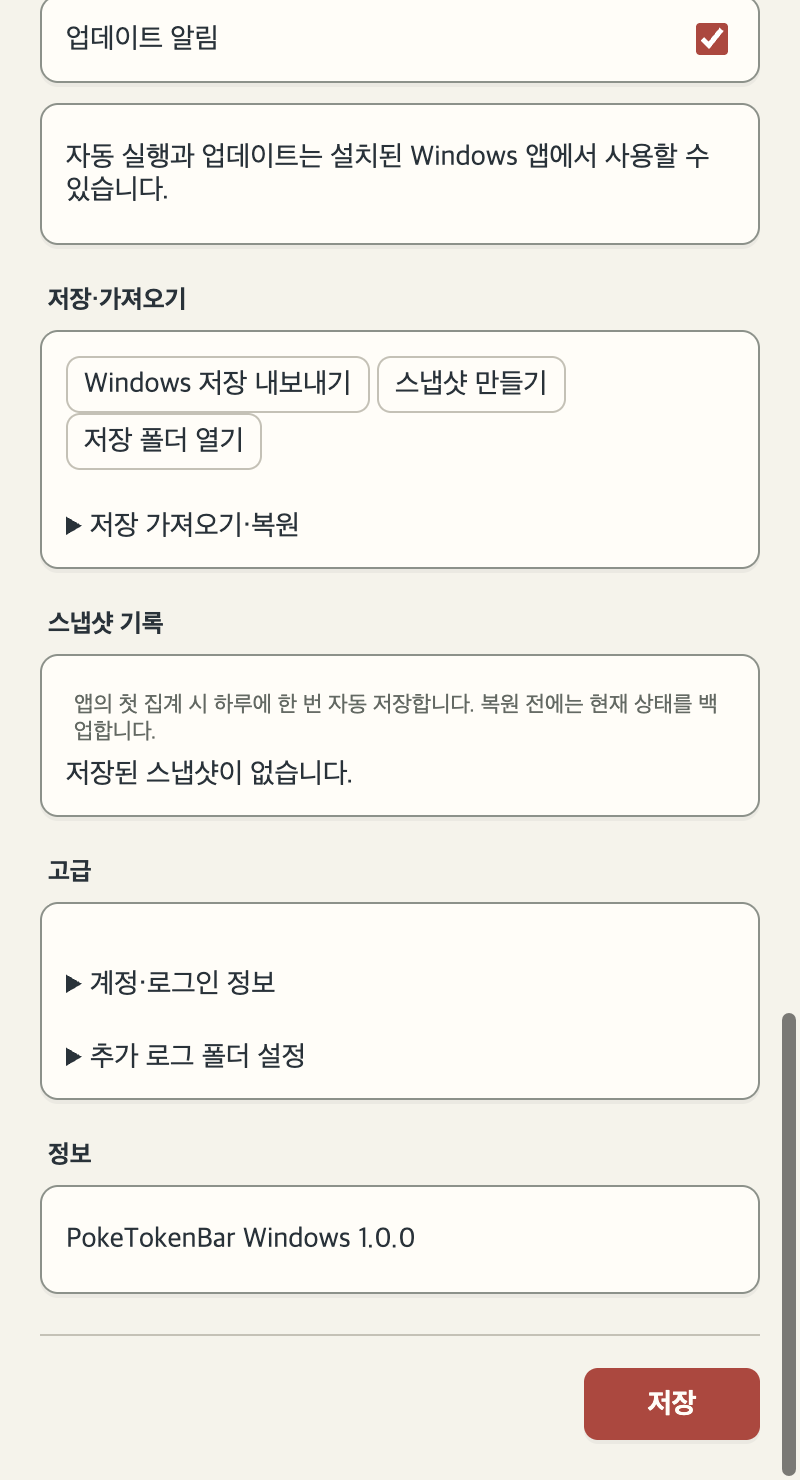 업데이트 알림
자동 실행과 업데이트는 설치된 Windows 앱에서 사용할 수
있습니다.
저장·가져오기
Windows 저장 내보내기 스냅샷 만들기
저장 폴더 열기
▶ 저장 가져오기·복원
스냅샷 기록
앱의 첫 집계 시 하루에 한 번 자동 저장합니다. 복원 전에는 현재 상태를 백
업합니다.
저장된 스냅샷이 없습니다.
고급
▶ 계정·로그인 정보
▶ 추가 로그 폴더 설정
정보
PokeTokenBar Windows 1.0.0
저장